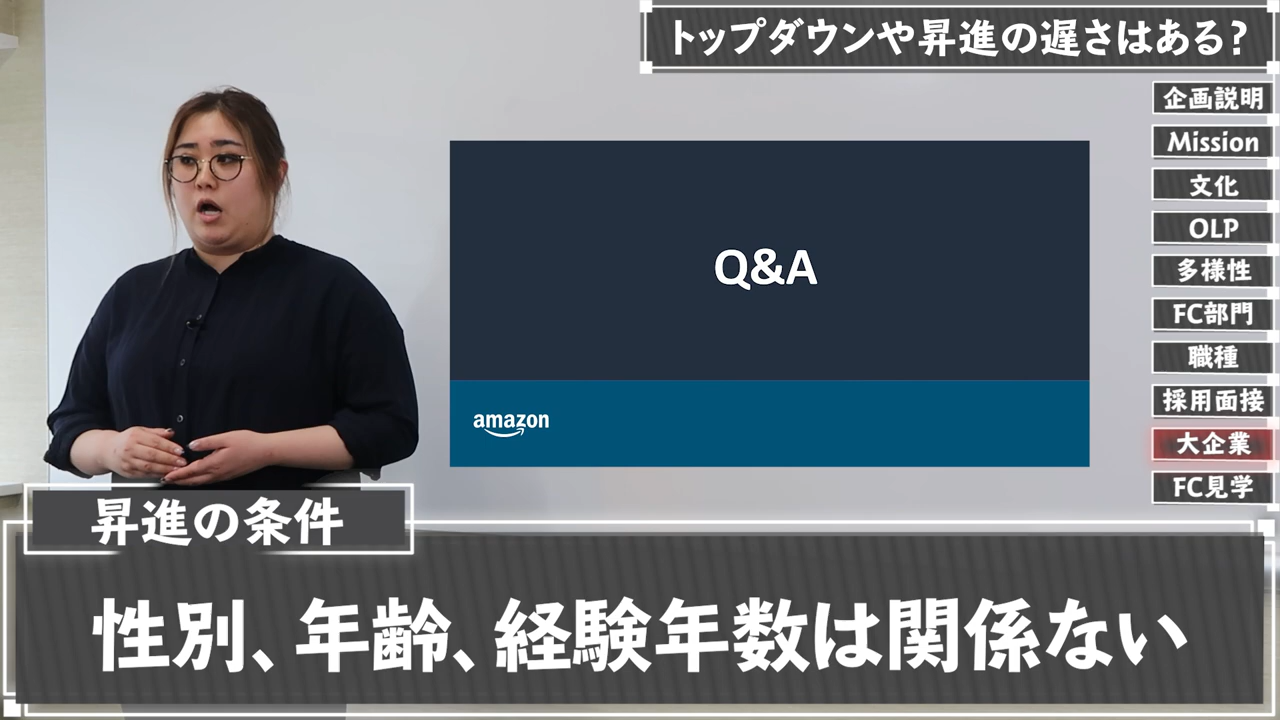 トップダウンや昇進の遅さはある?
企画説明
Mission
文化
OLP
多様性
FC部門
職種
採用面接
大企業
FC見学
Q&A
amazon
昇進の条件
性別、年齢、経験年数は関係ない